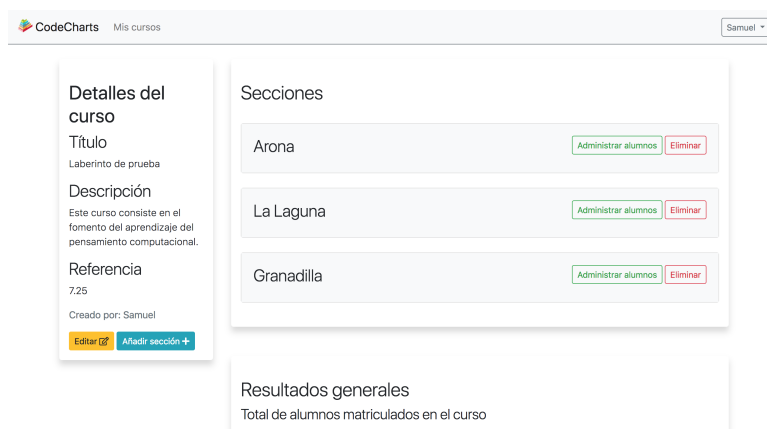 CodeCharts Mis cursos Samuel
Detalles del
curso
Título
Laberinto de prueba
Descripción
Este curso consiste en el
fomento del aprendizaje del
pensamiento computacional.
Referencia
7.25
Creado por: Samuel
Editar Añadir sección +
Secciones
Arona Administrar alumnos Eliminar
La Laguna Administrar alumnos Eliminar
Granadilla Administrar alumnos Eliminar
Resultados generales
Total de alumnos matriculados en el curso